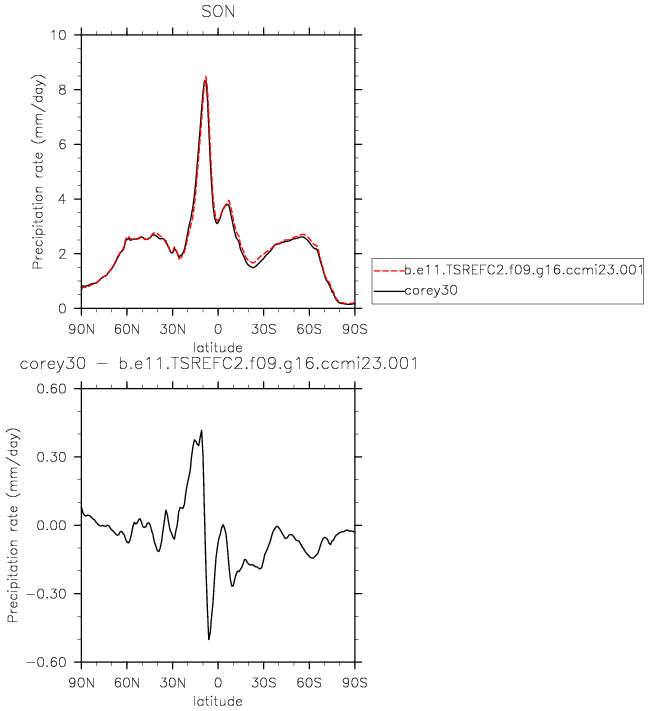 SON
10
8
6
4
2
0
Precipitation rate (mm/day)
90N 60N 30N 0 30S 60S 90S
latitude
b.e11.TSREFC2.f09.g16.ccmi23.001
corey30
corey30 − b.e11.TSREFC2.f09.g16.ccmi23.001
0.60
0.30
0.00
−0.30
−0.60
Precipitation rate (mm/day)
90N 60N 30N 0 30S 60S 90S
latitude